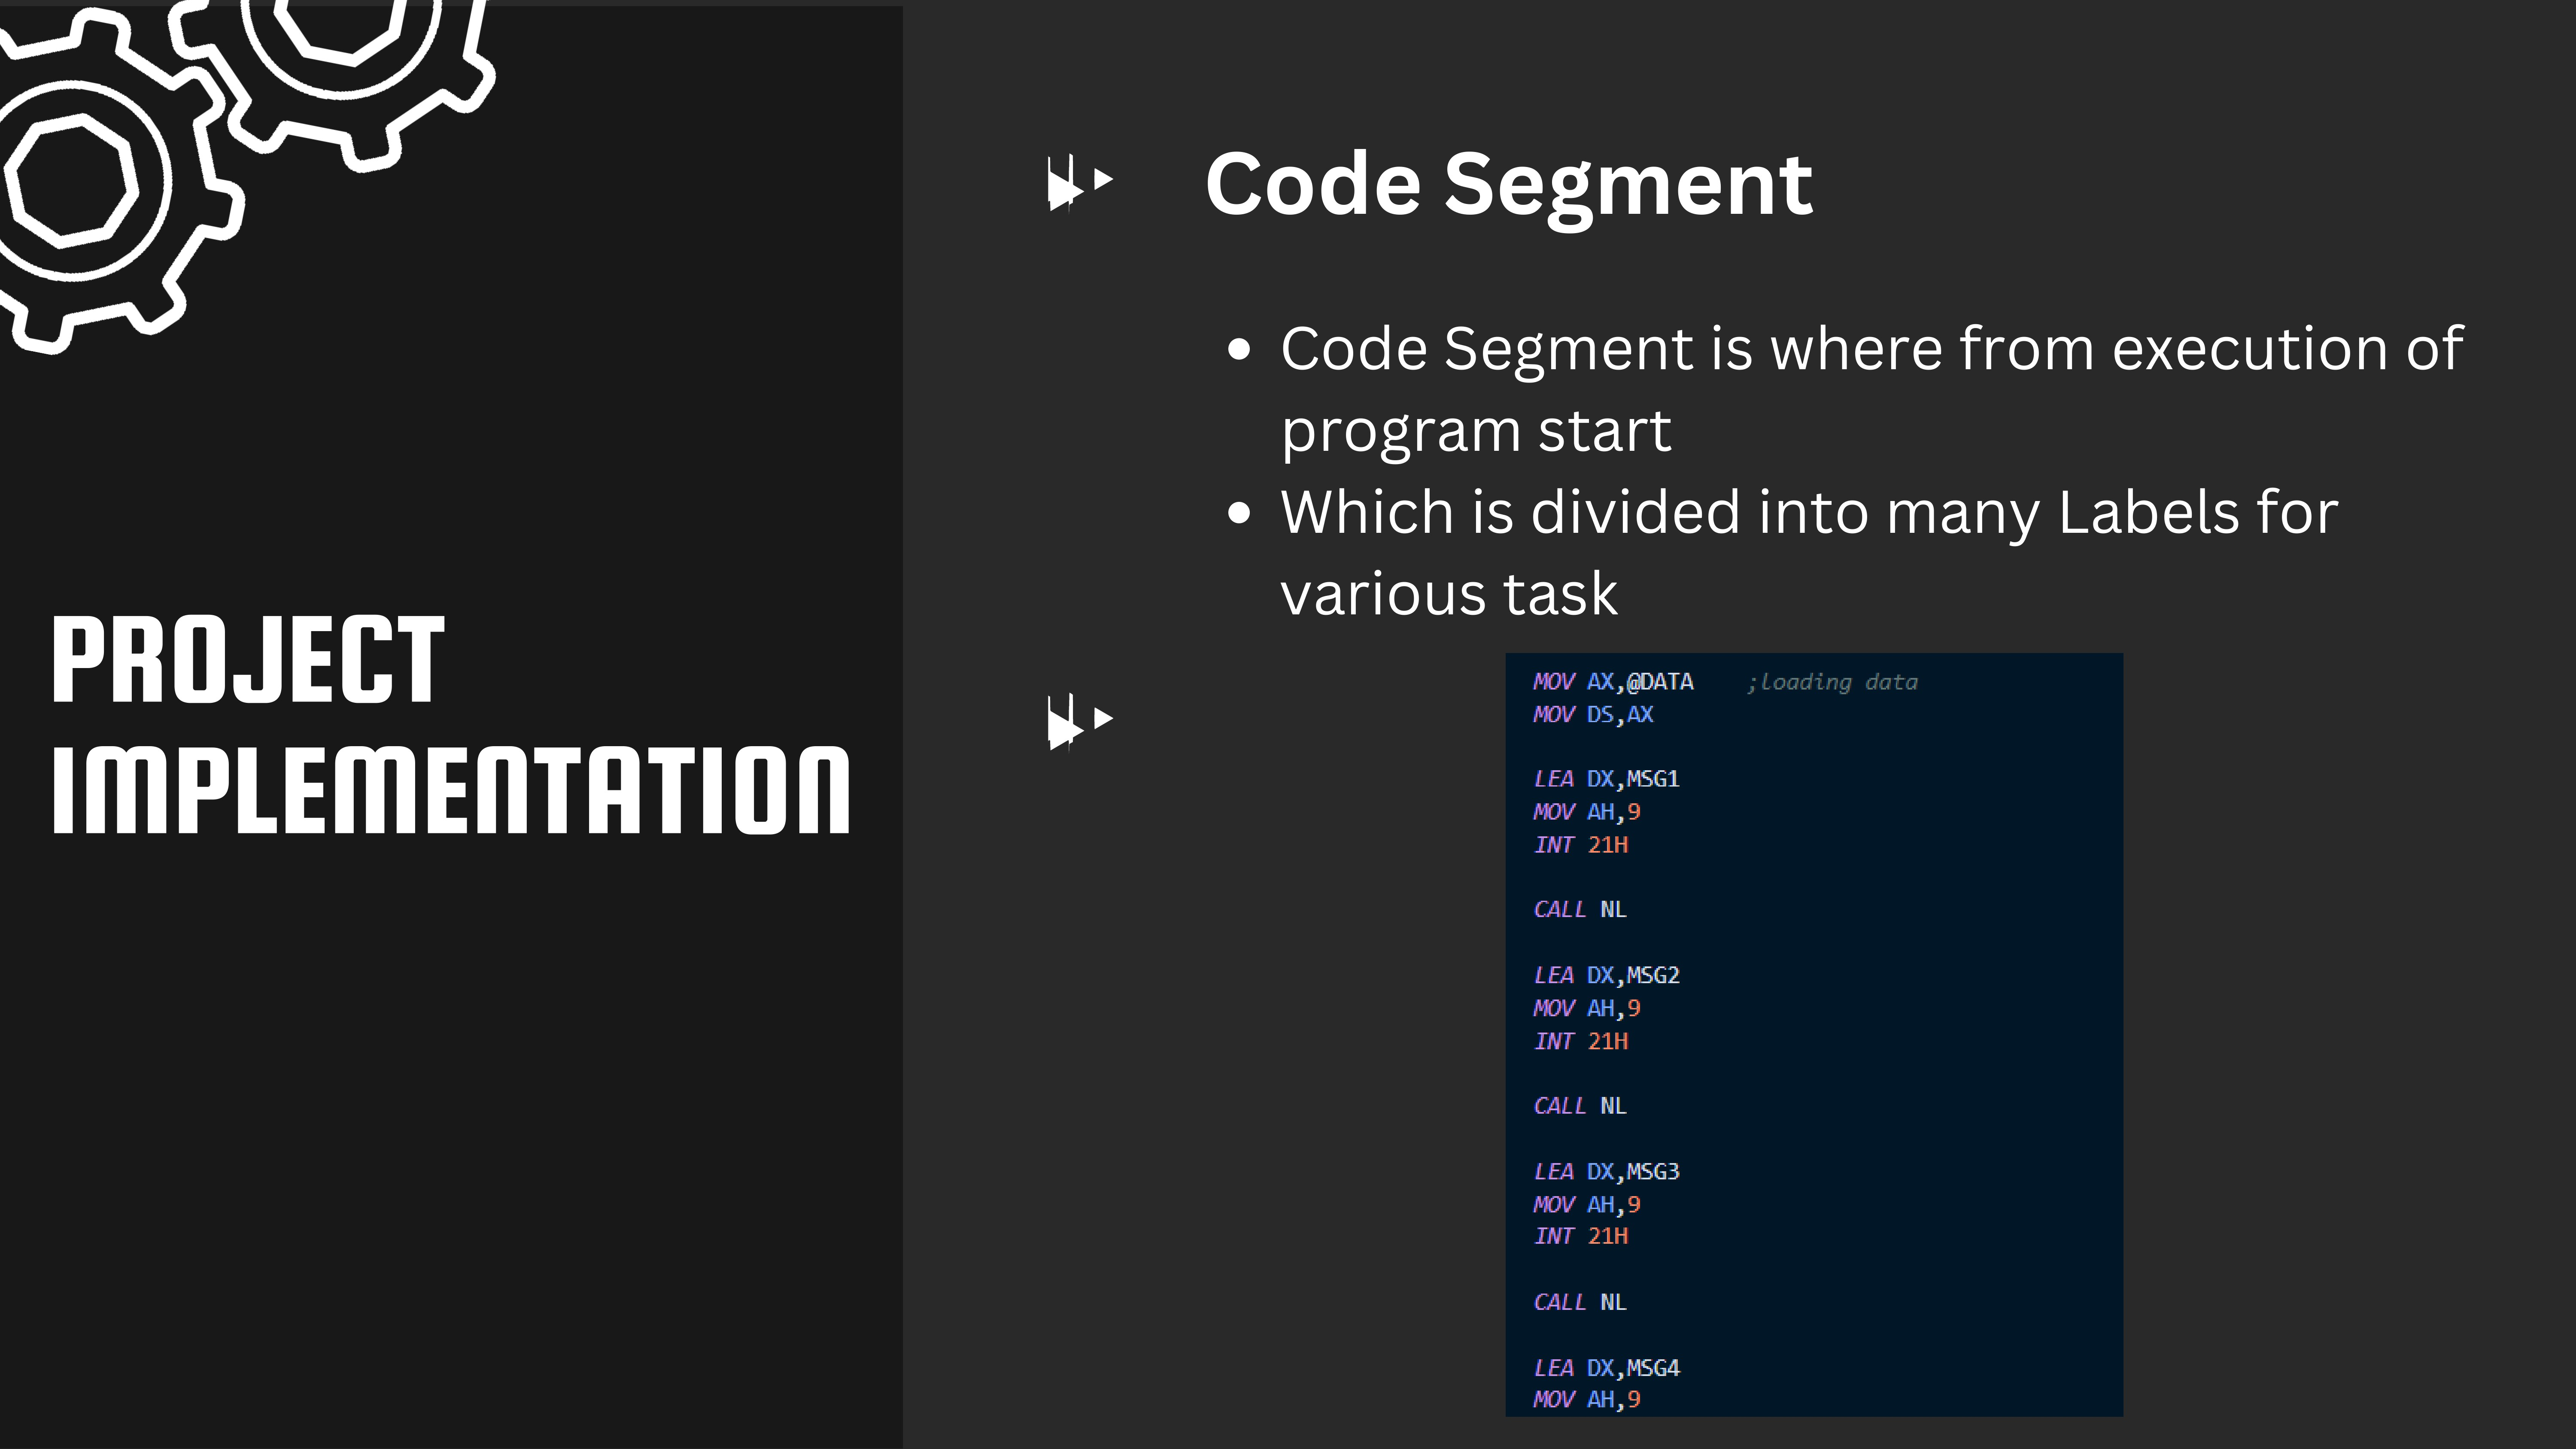 PROJECT
IMPLEMENTATION
Code Segment
• Code Segment is where from execution of
program start
• Which is divided into many Labels for
various task
MOV AX,@DATA    ;loading data
MOV DS,AX
LEA DX,MSG1
MOV AH,9
INT 21H
CALL NL
LEA DX,MSG2
MOV AH,9
INT 21H
CALL NL
LEA DX,MSG3
MOV AH,9
INT 21H
CALL NL
LEA DX,MSG4
MOV AH,9